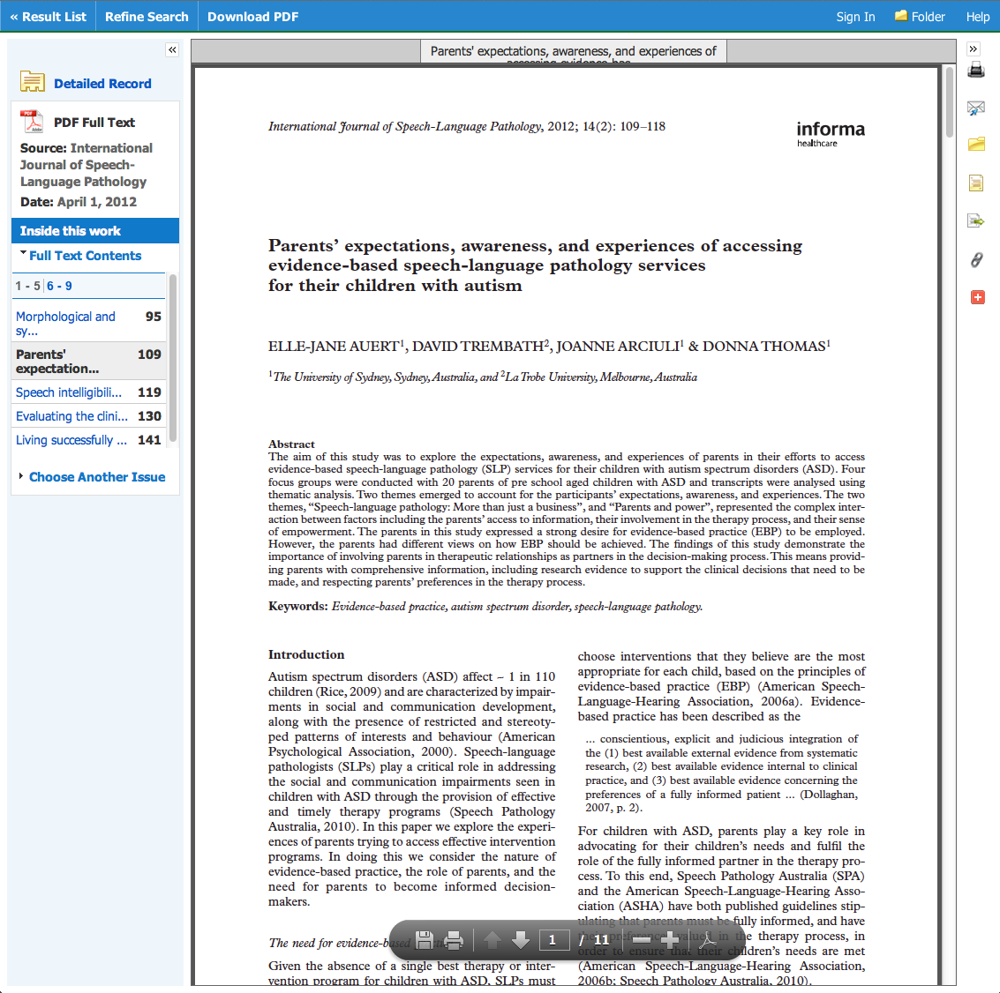 « Result List
Refine Search
Download PDF
Sign In
Folder
Help
«
Detailed Record
PDF Full Text
Source: International
Journal of Speech-
Language Pathology
Date: April 1, 2012
Inside this work
Full Text Contents
1 - 5 | 6 - 9
Morphological and 95
sy...
Parents' 109
expectation...
Speech intelligibili... 119
Evaluating the clini... 130
Living successfully ... 141
Choose Another Issue
Parents' expectations, awareness, and experiences of
accessing evidence has
»
International Journal of Speech-Language Pathology, 2012; 14(2): 109–118
informa
healthcare
Parents’ expectations, awareness, and experiences of accessing
evidence-based speech-language pathology services
for their children with autism
ELLE-JANE AUERT¹, DAVID TREMBATH², JOANNE ARCIULI¹ & DONNA THOMAS¹
¹The University of Sydney, Sydney, Australia, and ²La Trobe University, Melbourne, Australia
Abstract
The aim of this study was to explore the expectations, awareness, and experiences of parents in their efforts to access
evidence-based speech-language pathology (SLP) services for their children with autism spectrum disorders (ASD). Four
focus groups were conducted with 20 parents of pre school aged children with ASD and transcripts were analysed using
thematic analysis. Two themes emerged to account for the participants’ expectations, awareness, and experiences. The two
themes, “Speech-language pathology: More than just a business”, and “Parents and power”, represented the complex inter-
action between factors including the parents’ access to information, their involvement in the therapy process, and their sense
of empowerment. The parents in this study expressed a strong desire for evidence-based practice (EBP) to be employed.
However, the parents had different views on how EBP should be achieved. The findings of this study demonstrate the
importance of involving parents in therapeutic relationships as partners in the decision-making process. This means provid-
ing parents with comprehensive information, including research evidence to support the clinical decisions that need to be
made, and respecting parents’ preferences in the therapy process.
Keywords: Evidence-based practice, autism spectrum disorder, speech-language pathology.
Introduction
Autism spectrum disorders (ASD) affect ~ 1 in 110
children (Rice, 2009) and are characterized by impair-
ments in social and communication development,
along with the presence of restricted and stereoty-
ped patterns of interests and behaviour (American
Psychological Association, 2000). Speech-language
pathologists (SLPs) play a critical role in addressing
the social and communication impairments seen in
children with ASD through the provision of effective
and timely therapy programs (Speech Pathology
Australia, 2010). In this paper we explore the experi-
ences of parents trying to access effective intervention
programs. In doing this we consider the nature of
evidence-based practice, the role of parents, and the
need for parents to become informed decision-
makers.
The need for evidence-based practice
Given the absence of a single best therapy or inter-
vention program for children with ASD, SLPs must
choose interventions that they believe are the most
appropriate for each child, based on the principles of
evidence-based practice (EBP) (American Speech-
Language-Hearing Association, 2006a). Evidence-
based practice has been described as the
... conscientious, explicit and judicious integration of
the (1) best available external evidence from systematic
research, (2) best available evidence internal to clinical
practice, and (3) best available evidence concerning the
preferences of a fully informed patient ... (Dollaghan,
2007, p. 2).
For children with ASD, parents play a key role in
advocating for their children’s needs and fulfil the
role of the fully informed partner in the therapy pro-
cess. To this end, Speech Pathology Australia (SPA)
and the American Speech-Language-Hearing Asso-
ciation (ASHA) have both published guidelines stip-
ulating that parents must be fully informed, and have
their preferences valued in the therapy process, in
order to ensure that their children’s needs are met
(American Speech-Language-Hearing Association,
2006b; Speech Pathology Australia, 2010).
1 / 11